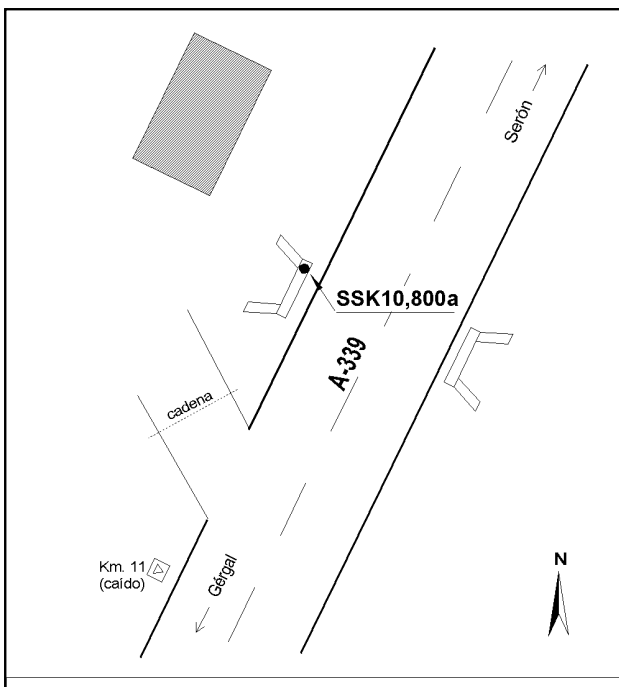 Serón
SSK10,800a
A-339
cadena
Km. 11
(caído)
Gérgal
N